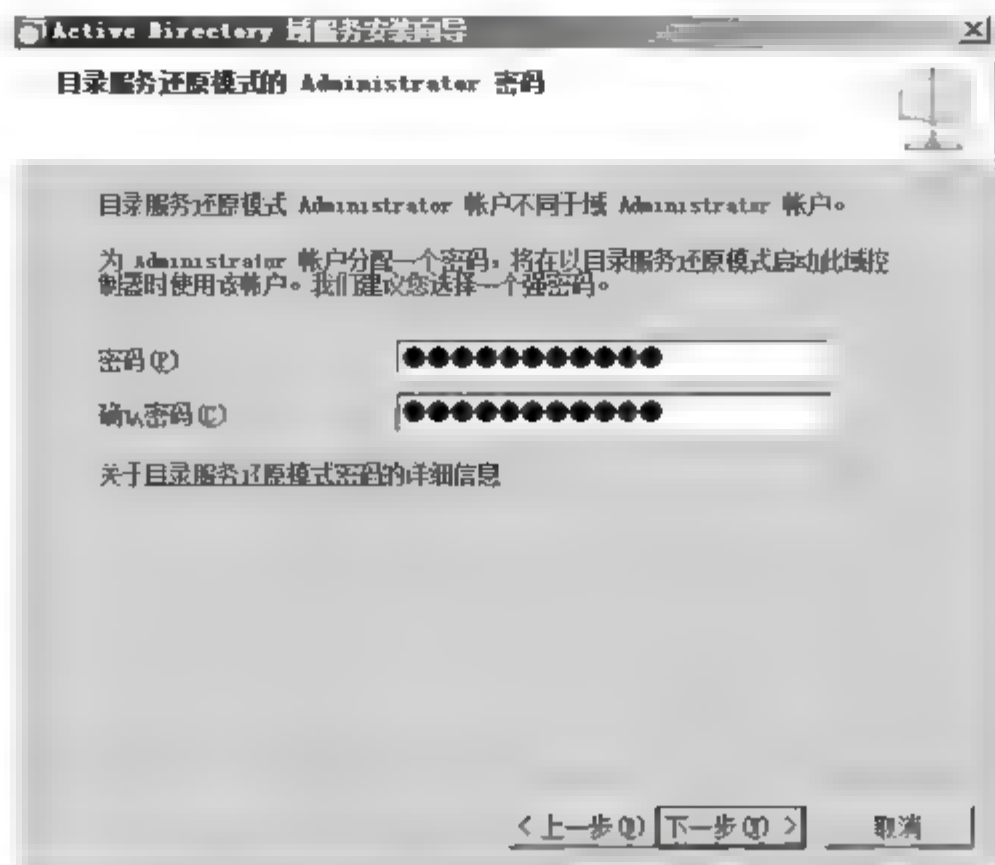 Active Directory 域服务安装向导
目录服务还原模式的 Administrator 密码
目录服务还原模式 Administrator 帐户不同于域 Administrator 帐户。
为 Administrator 帐户分配一个密码,将在以目录服务还原模式启动此域控
制器时使用该帐户。我们建议您选择一个强密码。
密码(P)
●●●●●●●●●●●
确认密码(C)
●●●●●●●●●●●
关于目录服务还原模式密码的详细信息
< 上一步(B) 下一步(N) > 取消